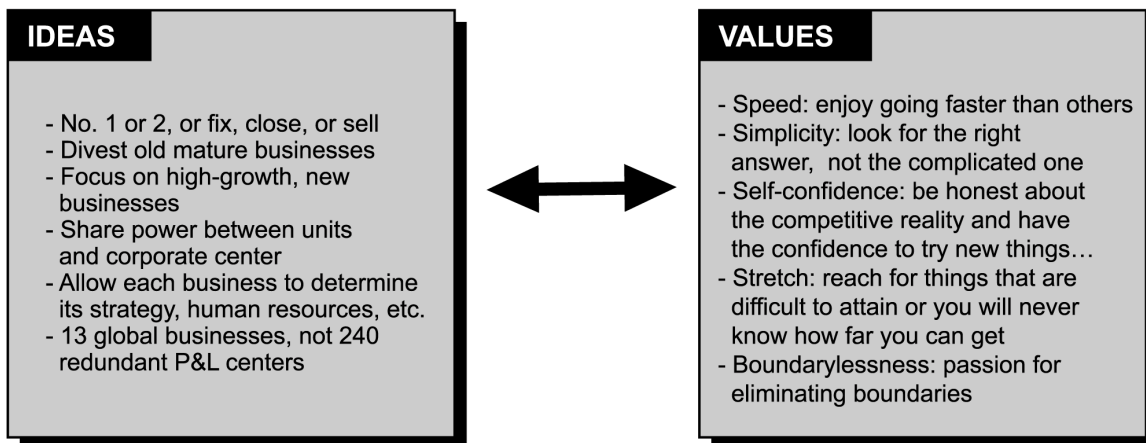 IDEAS
- No. 1 or 2, or fix, close, or sell
- Divest old mature businesses
- Focus on high-growth, new
businesses
- Share power between units
and corporate center
- Allow each business to determine
its strategy, human resources, etc.
- 13 global businesses, not 240
redundant P&L centers
VALUES
- Speed: enjoy going faster than others
- Simplicity: look for the right
answer, not the complicated one
- Self-confidence: be honest about
the competitive reality and have
the confidence to try new things…
- Stretch: reach for things that are
difficult to attain or you will never
know how far you can get
- Boundarylessness: passion for
eliminating boundaries